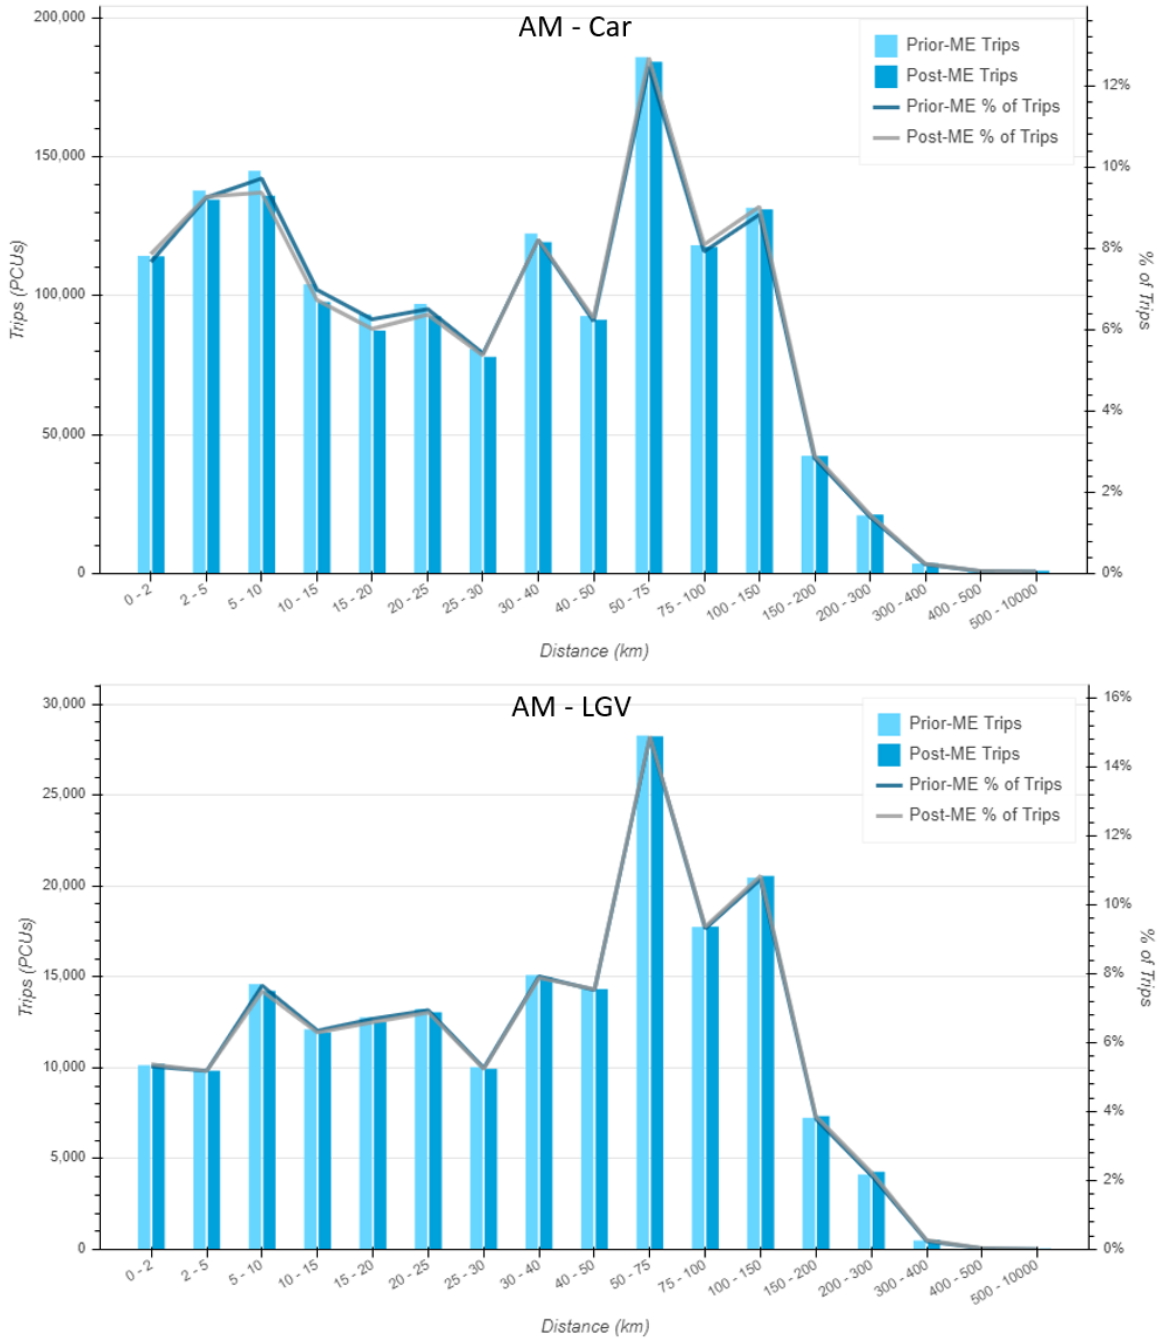 AM - Car
200,000
150,000
100,000
50,000
0
Trips (PCUs)
12%
10%
8%
6%
4%
2%
0%
% of Trips
Prior-ME Trips
Post-ME Trips
Prior-ME % of Trips
Post-ME % of Trips
0 - 2
2 - 5
5 - 10
10 - 15
15 - 20
20 - 25
25 - 30
30 - 40
40 - 50
50 - 75
75 - 100
100 - 150
150 - 200
200 - 300
300 - 400
400 - 500
500 - 10000
Distance (km)
AM - LGV
30,000
25,000
20,000
15,000
10,000
5,000
0
Trips (PCUs)
16%
14%
12%
10%
8%
6%
4%
2%
0%
% of Trips
Prior-ME Trips
Post-ME Trips
Prior-ME % of Trips
Post-ME % of Trips
0 - 2
2 - 5
5 - 10
10 - 15
15 - 20
20 - 25
25 - 30
30 - 40
40 - 50
50 - 75
75 - 100
100 - 150
150 - 200
200 - 300
300 - 400
400 - 500
500 - 10000
Distance (km)